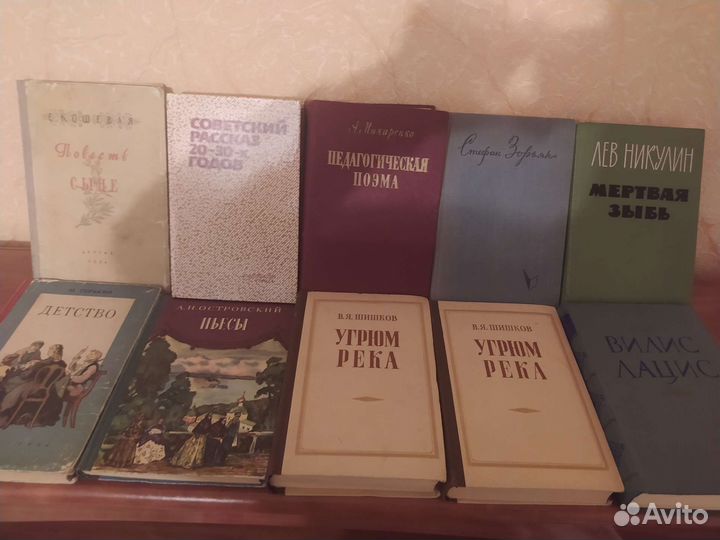 Е. КОШЕВАЯ
Повесть
о
СЫНЕ
СОВЕТСКИЙ
РАССКАЗ
20-30-х
ГОДОВ
А. Макаренко
ПЕДАГОГИЧЕСКАЯ
ПОЭМА
Стефан Зорьян
ЛЕВ НИКУЛИН
МЕРТВАЯ
ЗЫБЬ
М. ГОРЬКИЙ
ДЕТСТВО
А.Н. ОСТРОВСКИЙ
ПЬЕСЫ
В.Я. ШИШКОВ
УГРЮМ
РЕКА
В.Я. ШИШКОВ
УГРЮМ
РЕКА
ВИЛИС
ЛАЦИС
Avito